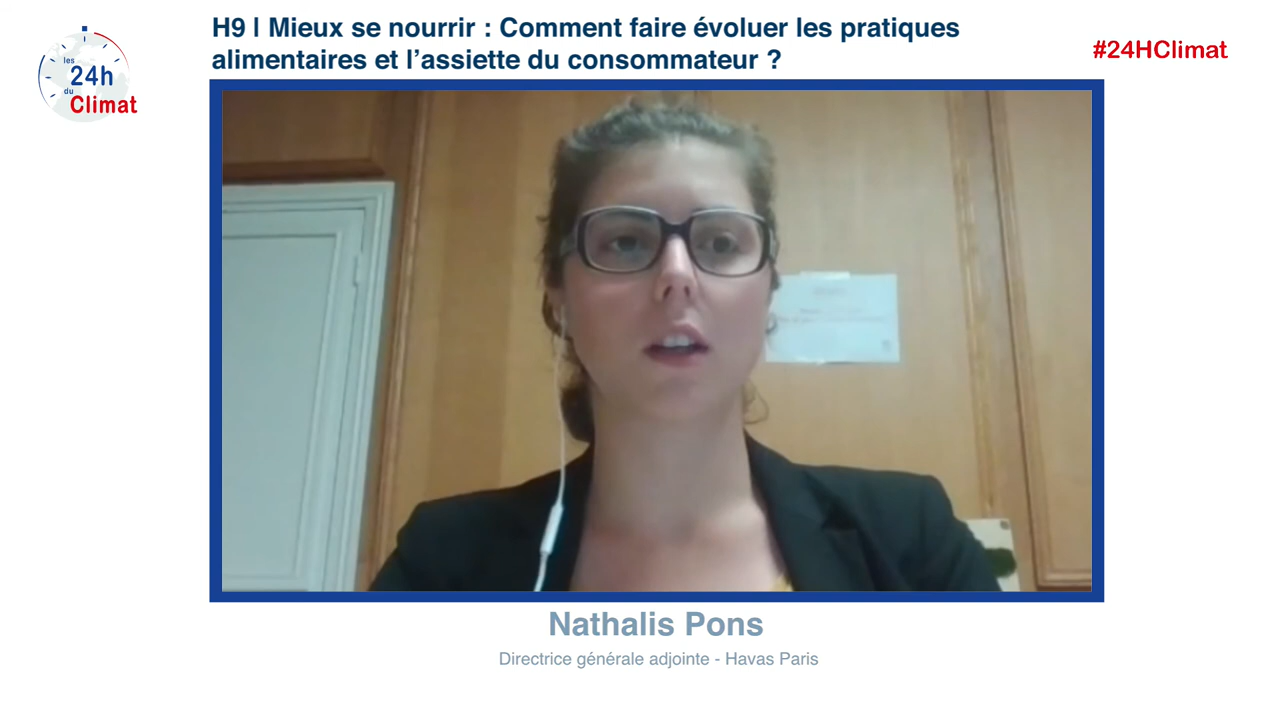 H9 | Mieux se nourrir : Comment faire évoluer les pratiques
alimentaires et l'assiette du consommateur ?
#24HClimat
les
24h
du
Climat
Nathalis Pons
Directrice générale adjointe - Havas Paris